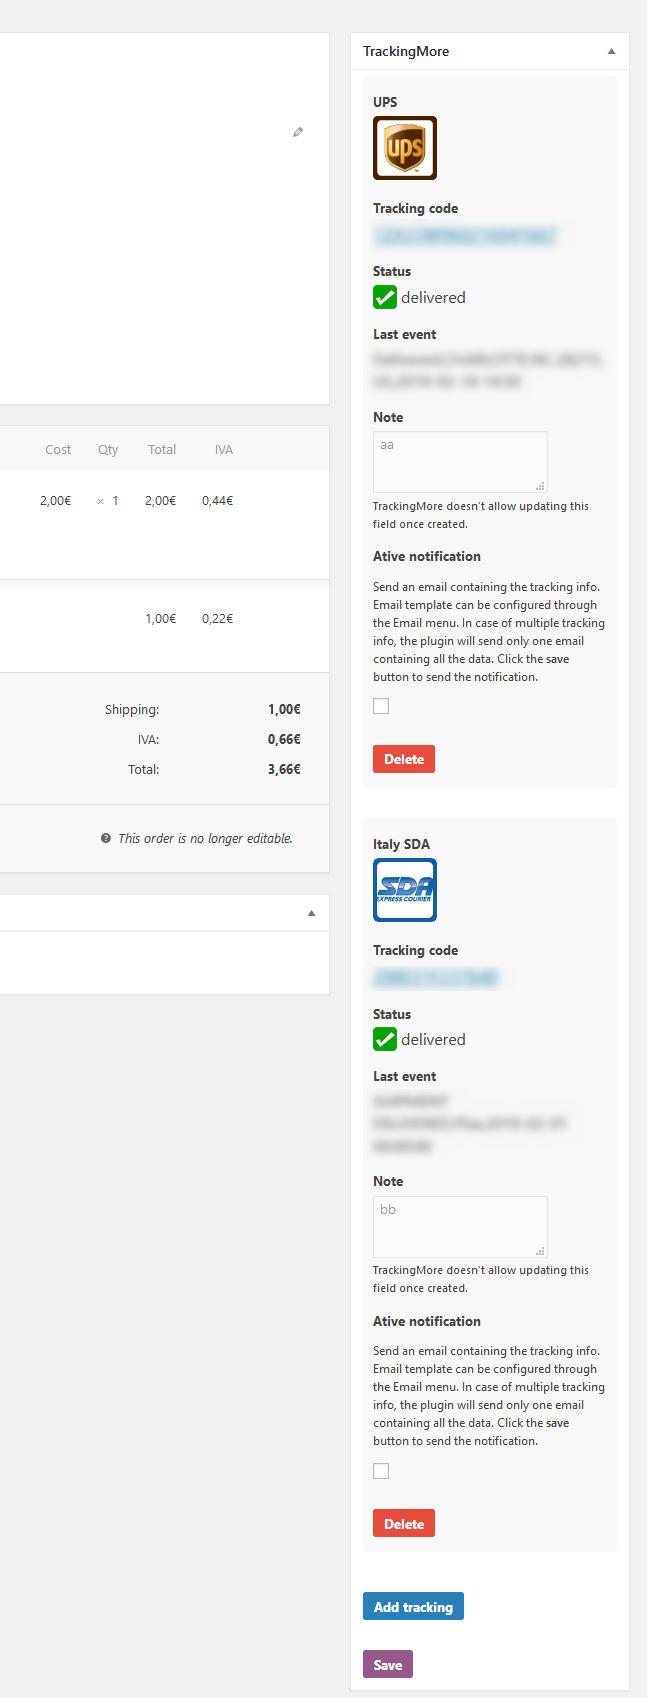 Cost Qty Total IVA
2,00€ × 1 2,00€ 0,44€
1,00€ 0,22€
Shipping: 1,00€
IVA: 0,66€
Total: 3,66€
This order is no longer editable.
TrackingMore
UPS
ups
Tracking code
Status
delivered
Last event
Note
aa
TrackingMore doesn't allow updating this
field once created.
Ative notification
Send an email containing the tracking info.
Email template can be configured through
the Email menu. In case of multiple tracking
info, the plugin will send only one email
containing all the data. Click the save
button to send the notification.
Delete
Italy SDA
SDA
EXPRESS COURIER
Tracking code
Status
delivered
Last event
Note
bb
TrackingMore doesn't allow updating this
field once created.
Ative notification
Send an email containing the tracking info.
Email template can be configured through
the Email menu. In case of multiple tracking
info, the plugin will send only one email
containing all the data. Click the save
button to send the notification.
Delete
Add tracking
Save